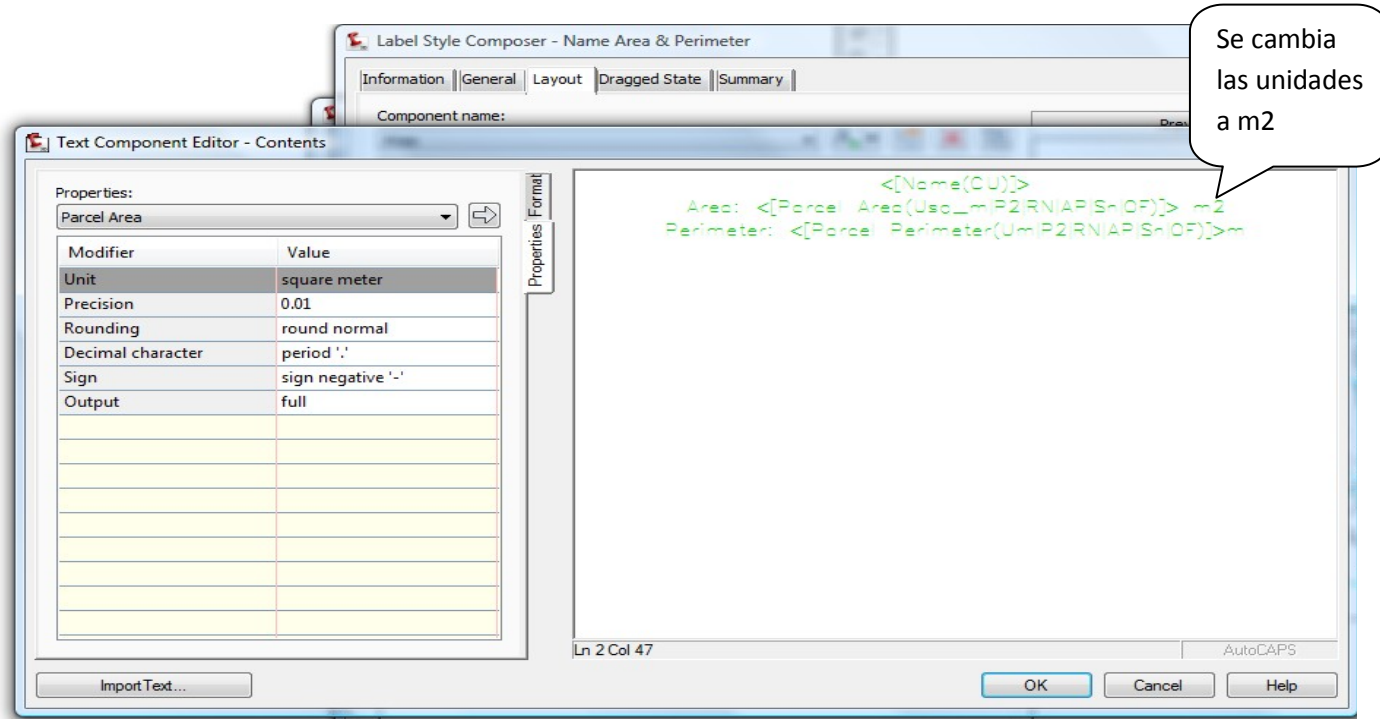 Label Style Composer - Name Area & Perimeter
Se cambia
las unidades
a m2
Information General Layout Dragged State Summary
Component name:
Text Component Editor - Contents
Properties:
Parcel Area
Format
Properties
Modifier Value
Unit square meter
Precision 0.01
Rounding round normal
Decimal character period '.'
Sign sign negative '-'
Output full
<[Name(CU)]>
Area: <[Parcel Area(Usq_m|P2|RN|AP|Sn|OF)]> m2
Perimeter: <[Parcel Perimeter(Um|P2|RN|AP|Sn|OF)]>m
Ln 2 Col 47
AutoCAPS
Import Text...
OK Cancel Help